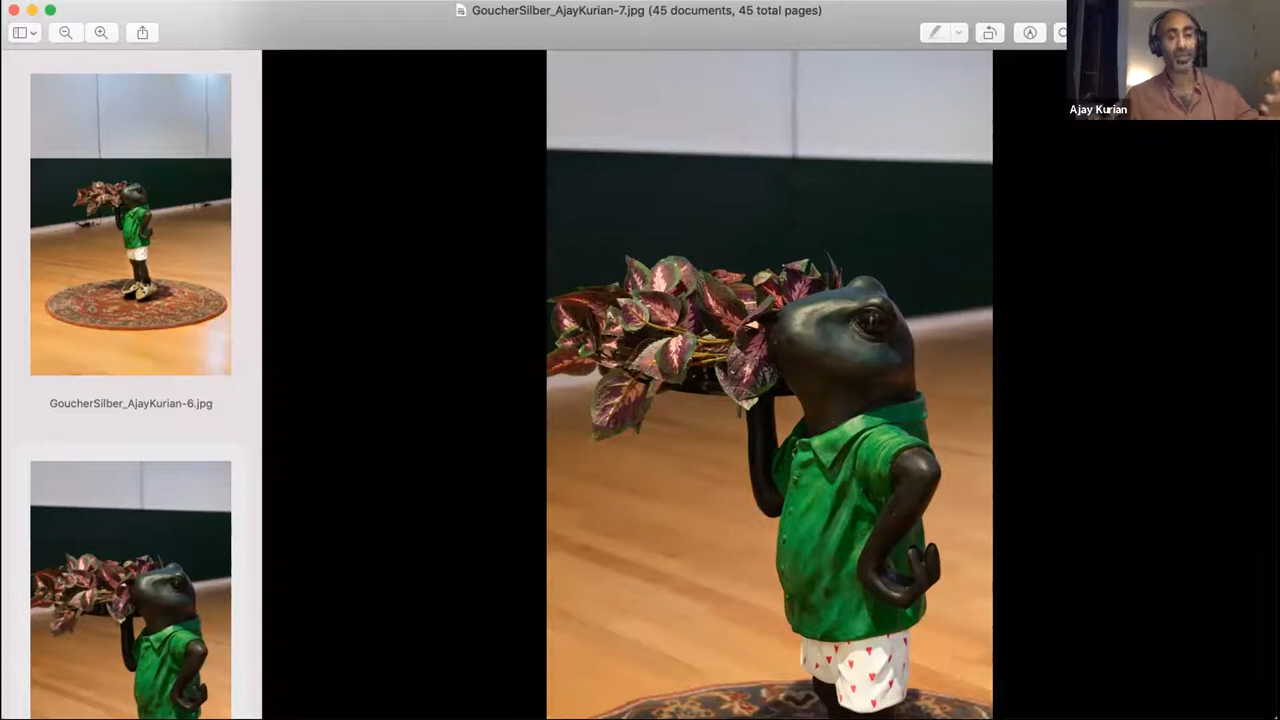 GoucherSilber_AjayKurian-7.jpg (45 documents, 45 total pages)
Ajay Kurian
GoucherSilber_AjayKurian-6.jpg